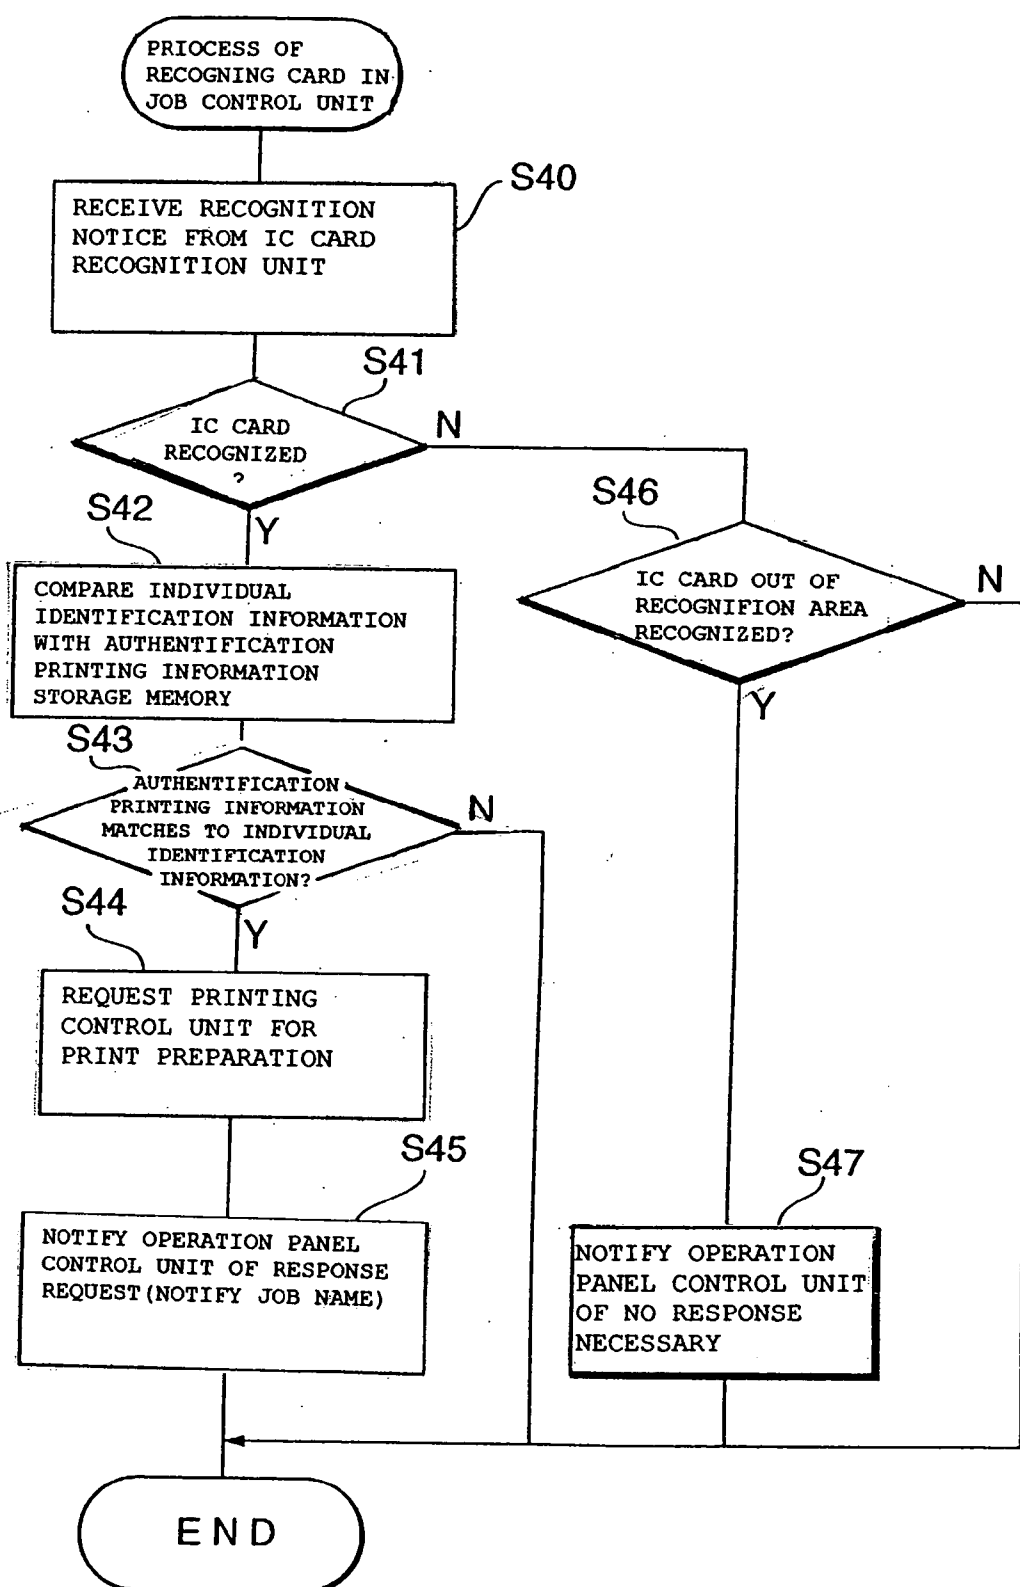 PRIOCESS OF
RECOGNING CARD IN
JOB CONTROL UNIT
S40
RECEIVE RECOGNITION
NOTICE FROM IC CARD
RECOGNITION UNIT
S41
IC CARD
RECOGNIZED
?
N
Y
S42
COMPARE INDIVIDUAL
IDENTIFICATION INFORMATION
WITH AUTHENTIFICATION
PRINTING INFORMATION
STORAGE MEMORY
S43
AUTHENTIFICATION
PRINTING INFORMATION
MATCHES TO INDIVIDUAL
IDENTIFICATION
INFORMATION?
N
Y
S44
REQUEST PRINTING
CONTROL UNIT FOR
PRINT PREPARATION
S45
NOTIFY OPERATION PANEL
CONTROL UNIT OF RESPONSE
REQUEST(NOTIFY JOB NAME)
S46
IC CARD OUT OF
RECOGNIFION AREA
RECOGNIZED?
N
Y
S47
NOTIFY OPERATION
PANEL CONTROL UNIT
OF NO RESPONSE
NECESSARY
END